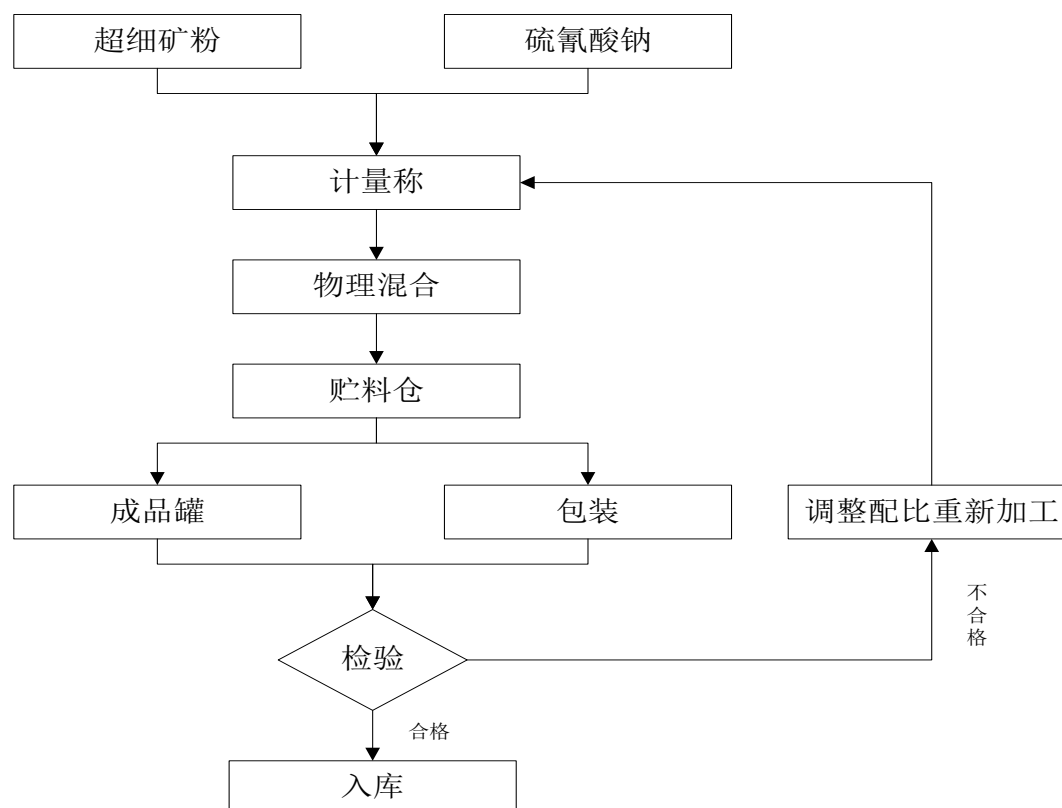 超细矿粉
硫氰酸钠
计量称
物理混合
贮料仓
成品罐
包装
调整配比重新加工
不合格
检验
合格
入库